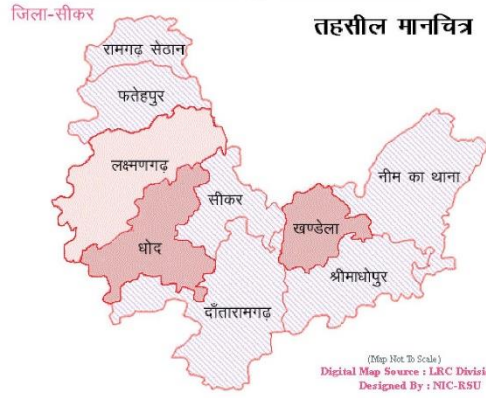 जिला-सीकर
तहसील मानचित्र
रामगढ़ सेठान
फतेहपुर
लक्ष्मणगढ़
नीम का थाना
सीकर
खण्डेला
धोद
श्रीमाधोपुर
दाँतारामगढ़
(Map Not To Scale)
Digital Map Source : LRC Divisi
Designed By : NIC-RSU